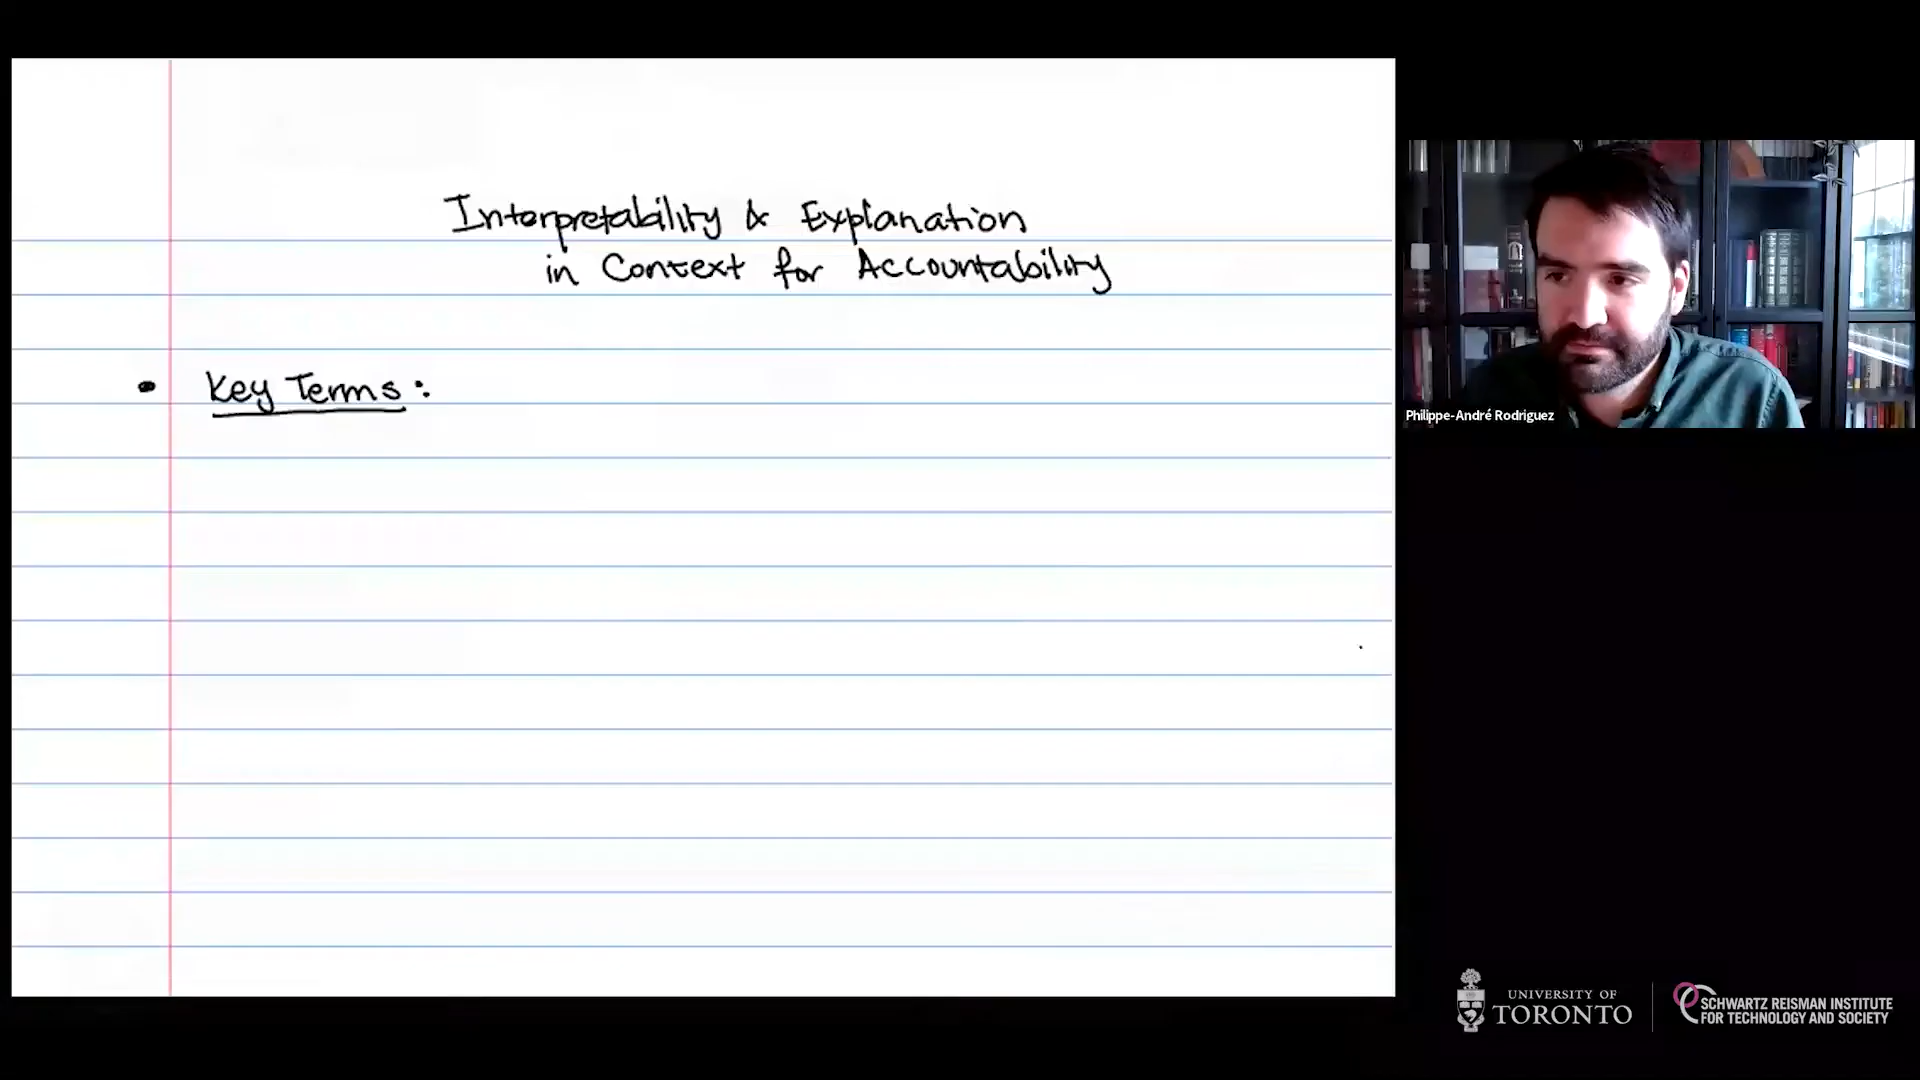 Interpretability & Explanation
in Context for Accountability
• Key Terms:
Philippe-André Rodriguez
UNIVERSITY OF
TORONTO
SCHWARTZ REISMAN INSTITUTE
FOR TECHNOLOGY AND SOCIETY